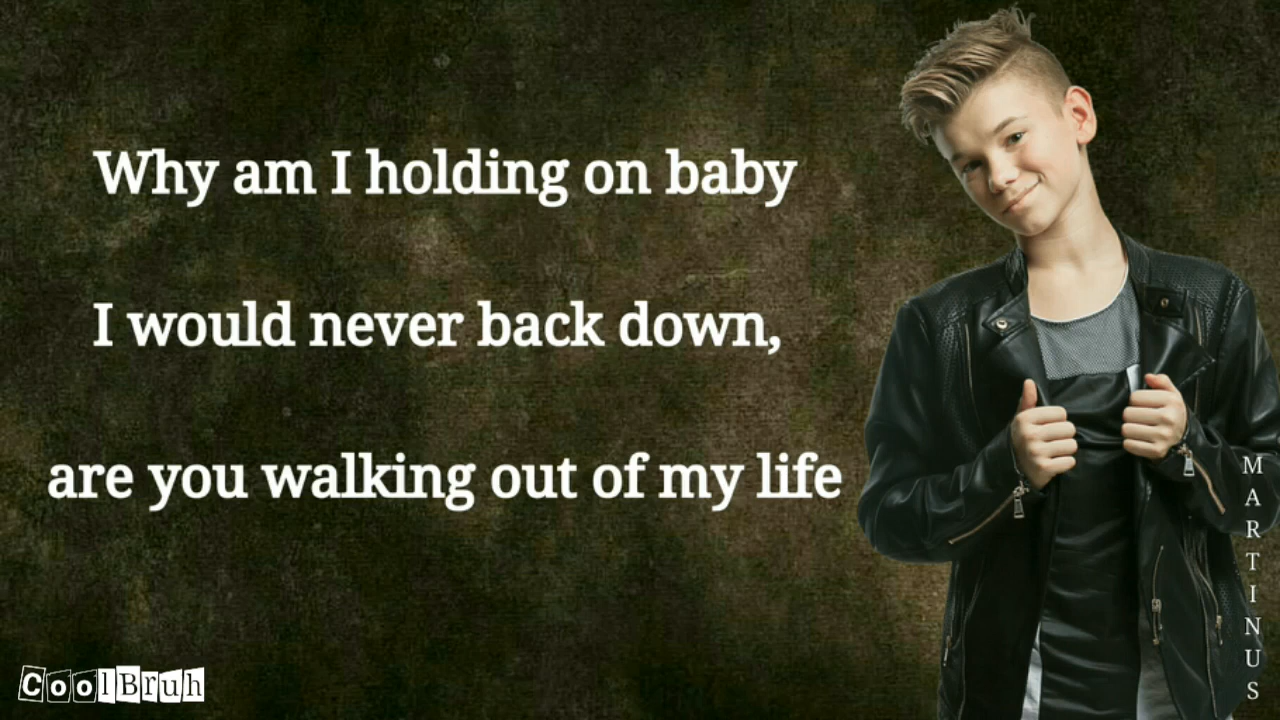 Why am I holding on baby
I would never back down,
are you walking out of my life
MARTINUS
CoolBruh